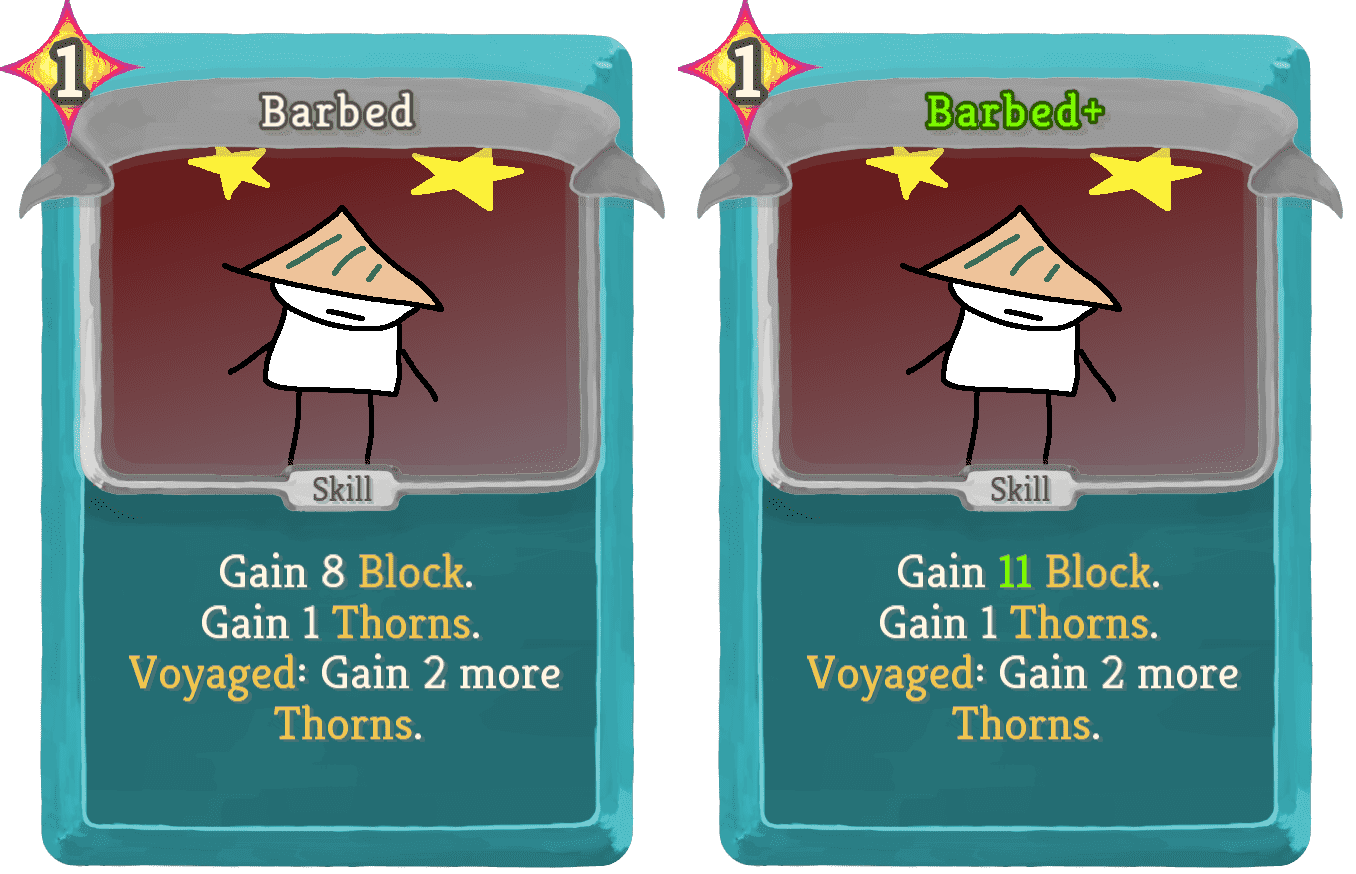 1
Barbed
Skill
Gain 8 Block.
Gain 1 Thorns.
Voyaged: Gain 2 more
Thorns.
1
Barbed+
Skill
Gain 11 Block.
Gain 1 Thorns.
Voyaged: Gain 2 more
Thorns.